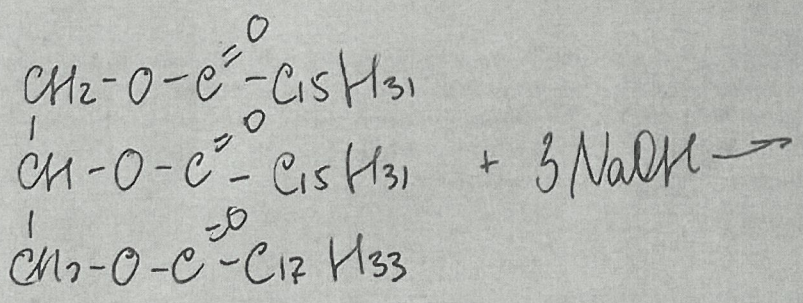 CH2-O-C=O-C15H31
CH-O-C=O-C15H31 + 3NaOH →
CH2-O-C=O-C17H33